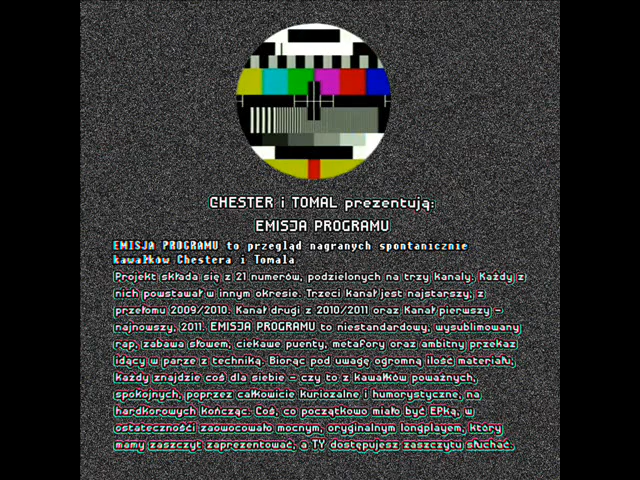 CHESTER i TOMAL prezentują:
EMISJA PROGRAMU
EMISJA PROGRAMU to przegląd nagranych spontanicznie
kawałków Chestera i Tomala
Projekt składa się z 21 numerów, podzielonych na trzy kanały. Każdy z
nich powstawał w innym okresie. Trzeci kanał jest najstarszy, z
przełomu 2009/2010. Kanał drugi z 2010/2011 oraz Kanał pierwszy -
najnowszy, 2011. EMISJA PROGRAMU to niestandardowy, wysublimowany
rap, zabawa słowem, ciekawe puenty, metafory oraz ambitny przekaz
idący w parze z techniką. Biorąc pod uwagę ogromną ilość materiału,
każdy znajdzie coś dla siebie - czy to z kawałków poważnych,
spokojnych, poprzez całkowicie kuriozalne i humorystyczne, na
hardkorowych kończąc. Coś, co początkowo miało być EPką, w
ostateczności zaowocowało mocnym, oryginalnym longplayem, który
mamy zaszczyt zaprezentować, a TY dostępujesz zaszczytu słuchać.